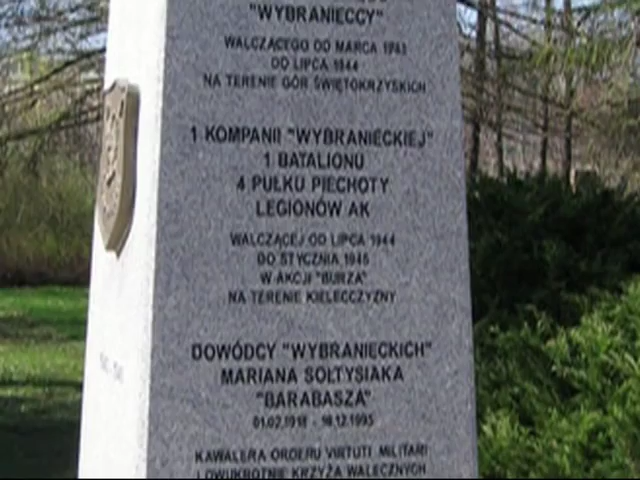 "WYBRANIECCY"
WALCZĄCEGO OD MARCA 1943
DO LIPCA 1944
NA TERENIE GÓR ŚWIĘTOKRZYSKICH
1 KOMPANII "WYBRANIECKIEJ"
1 BATALIONU
4 PUŁKU PIECHOTY
LEGIONÓW AK
WALCZĄCEJ OD LIPCA 1944
DO STYCZNIA 1945
W AKCJI "BURZA"
NA TERENIE KIELECCZYZNY
DOWÓDCY "WYBRANIECKICH"
MARIANA SOŁTYSIAKA
"BARABASZA"
01.02.1918 - 16.12.1995
KAWALERA ORDERU VIRTUTI MILITARI
I DWUKROTNIE KRZYŻA WALECZNYCH